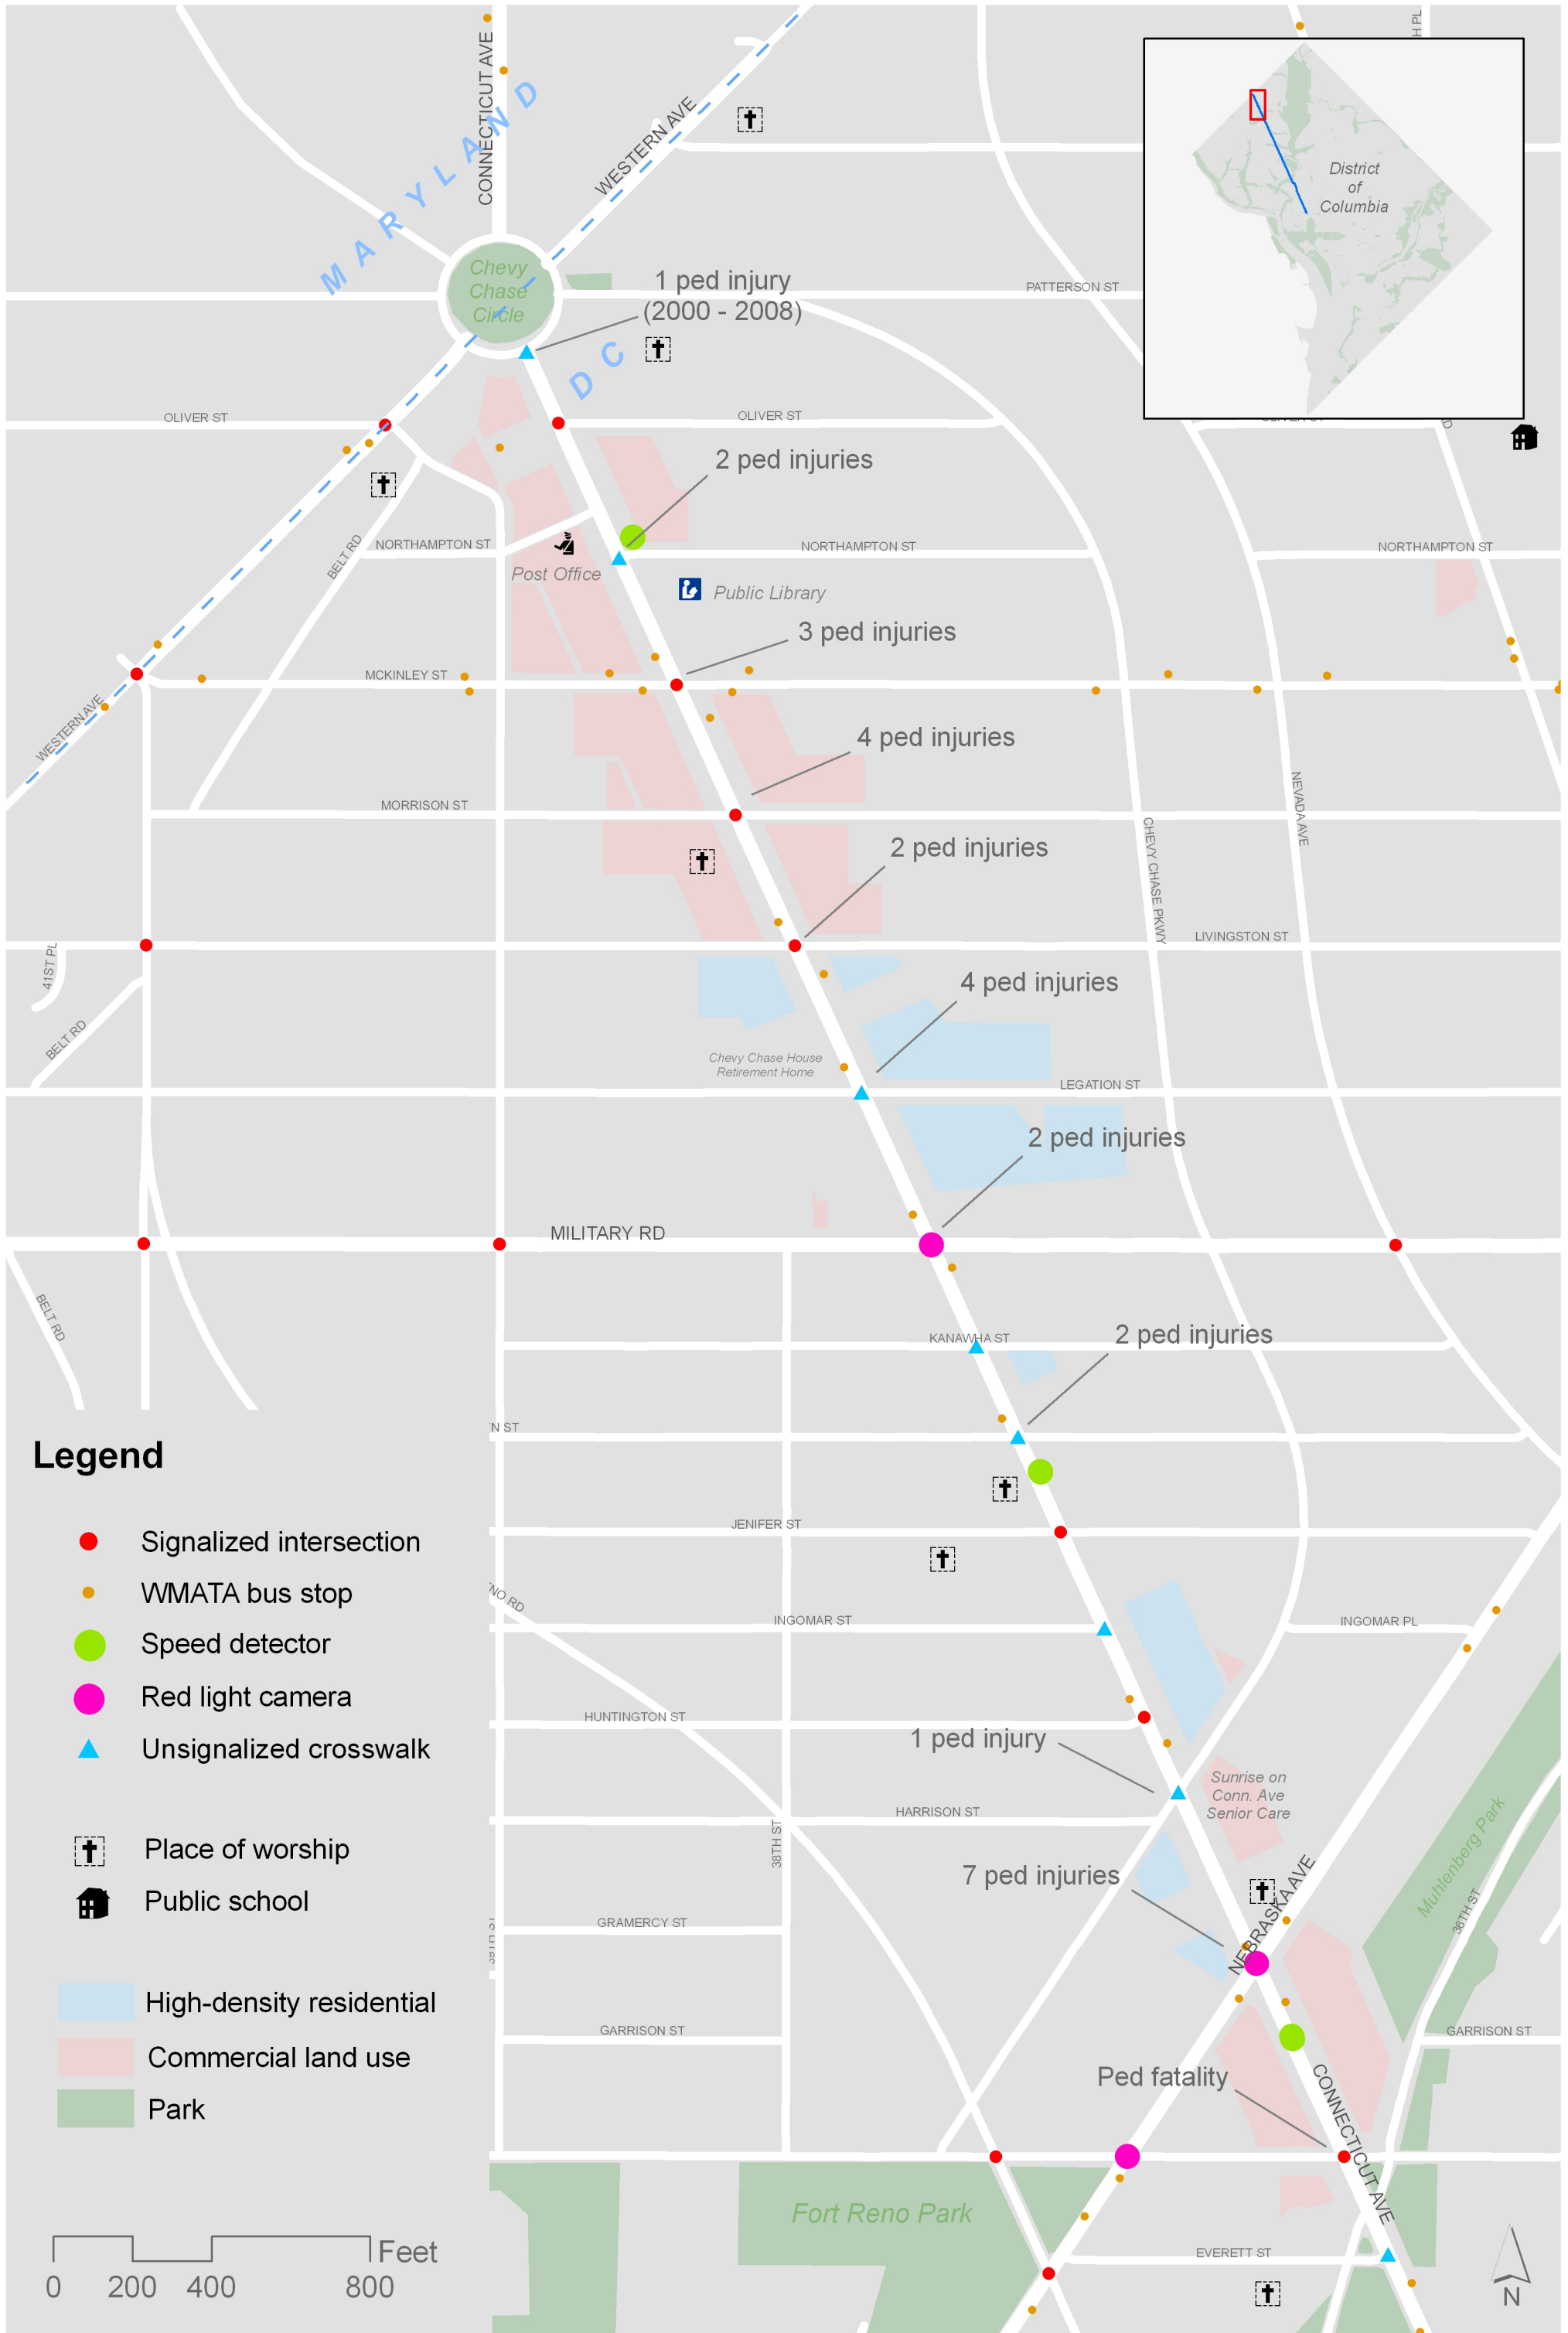 CONNECTICUT AVE
H PL
MARYLAND
WESTERN AVE
District
of
Columbia
Chevy
Chase
Circle
1 ped injury
(2000 - 2008)
PATTERSON ST
DC
OLIVER ST
OLIVER ST
2 ped injuries
BELT RD
NORTHAMPTON ST
NORTHAMPTON ST
NORTHAMPTON ST
Post Office
Public Library
3 ped injuries
MCKINLEY ST
WESTERN AVE
4 ped injuries
MORRISON ST
NEVADA AVE
CHEVY CHASE PKWY
2 ped injuries
LIVINGSTON ST
41ST PL
4 ped injuries
BELT RD
Chevy Chase House
Retirement Home
LEGATION ST
2 ped injuries
MILITARY RD
BELT RD
KANAWHA ST
2 ped injuries
N ST
Legend
JENIFER ST
Signalized intersection
WMATA bus stop
Speed detector
Red light camera
Unsignalized crosswalk
NO RD
INGOMAR ST
INGOMAR PL
HUNTINGTON ST
1 ped injury
Sunrise on
Conn. Ave
Senior Care
HARRISON ST
38TH ST
Muhlenberg Park
Place of worship
Public school
7 ped injuries
NEBRASKA AVE
36TH ST
GRAMERCY ST
High-density residential
Commercial land use
Park
GARRISON ST
GARRISON ST
Ped fatality
CONNECTICUT AVE
Fort Reno Park
EVERETT ST
Feet
0 200 400 800
N